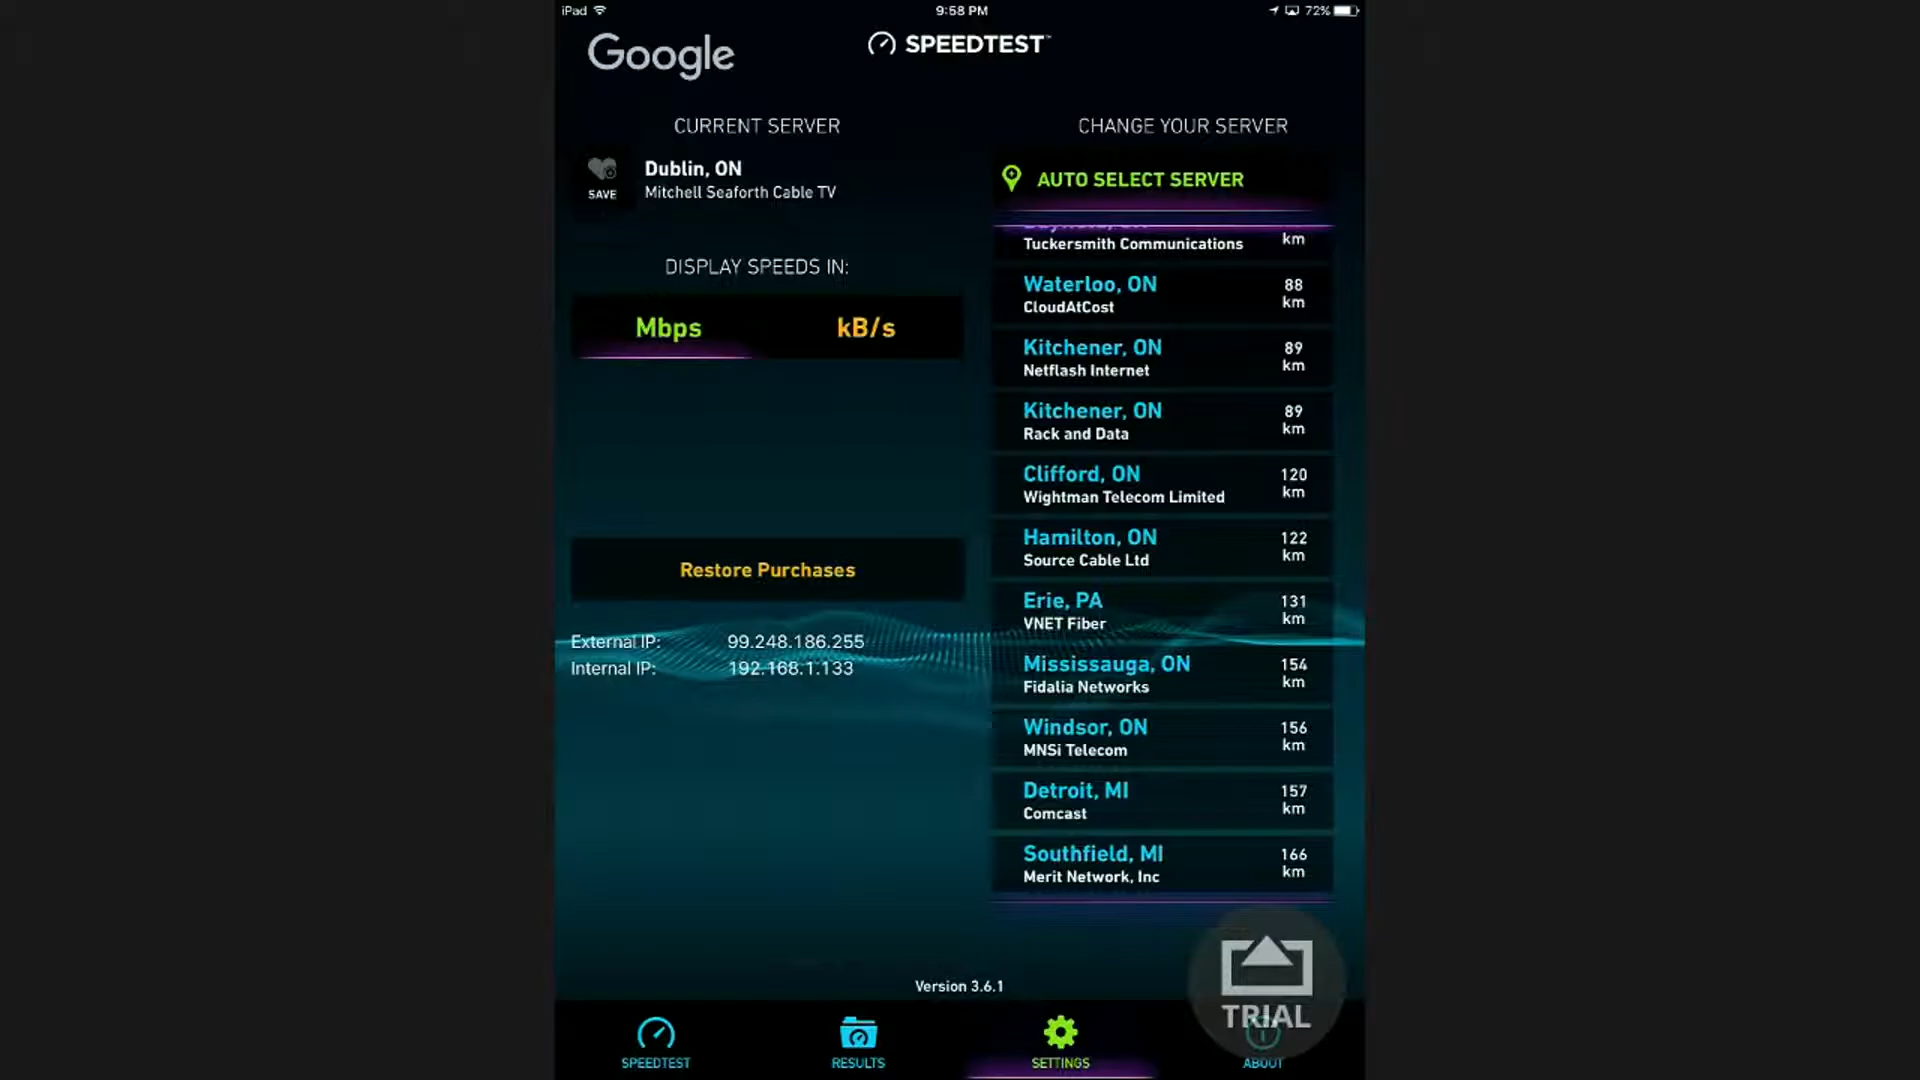 iPad
9:58 PM
72%
Google
SPEEDTEST™
CURRENT SERVER
SAVE
Dublin, ON
Mitchell Seaforth Cable TV
DISPLAY SPEEDS IN:
Mbps
kB/s
Restore Purchases
External IP: 99.248.186.255
Internal IP: 192.168.1.133
CHANGE YOUR SERVER
AUTO SELECT SERVER
Tuckersmith Communications
km
Waterloo, ON
CloudAtCost
88
km
Kitchener, ON
Netflash Internet
89
km
Kitchener, ON
Rack and Data
89
km
Clifford, ON
Wightman Telecom Limited
120
km
Hamilton, ON
Source Cable Ltd
122
km
Erie, PA
VNET Fiber
131
km
Mississauga, ON
Fidalia Networks
154
km
Windsor, ON
MNSi Telecom
156
km
Detroit, MI
Comcast
157
km
Southfield, MI
Merit Network, Inc
166
km
Version 3.6.1
TRIAL
SPEEDTEST
RESULTS
SETTINGS
ABOUT